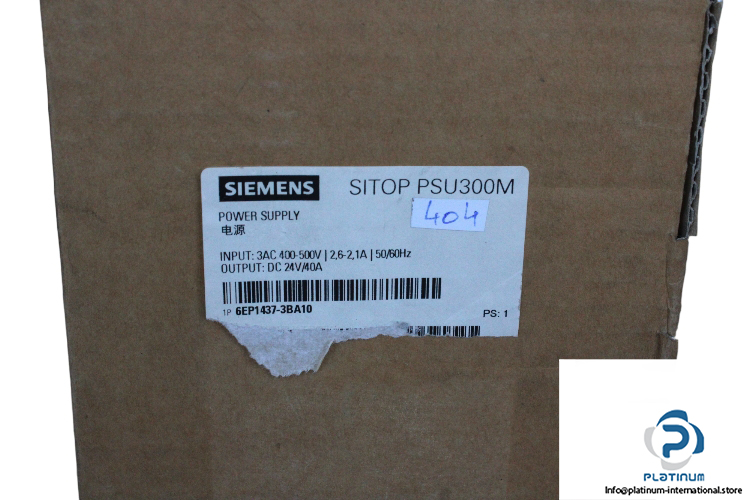 SIEMENS SITOP PSU300M
404
POWER SUPPLY
电源
INPUT: 3AC 400-500V | 2,6-2,1A | 50/60Hz
OUTPUT: DC 24V/40A
1P 6EP1437-3BA10
PS: 1
PLATINUM
Info@platinum-international.store